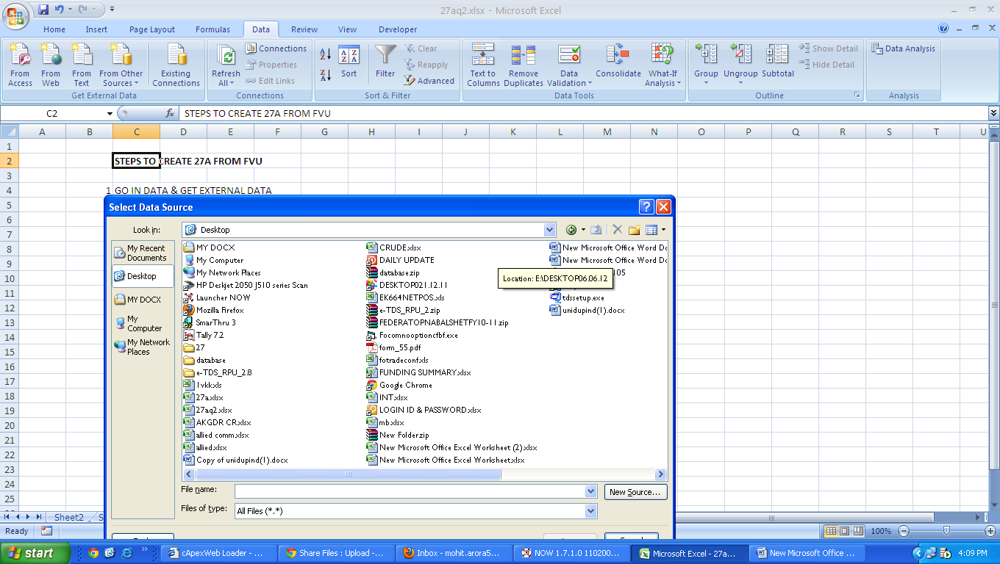 27aq2.xlsx - Microsoft Excel
Home Insert Page Layout Formulas Data Review View Developer
From Access
From Web
From Text
From Other Sources
Existing Connections
Get External Data
Refresh All
Connections
Properties
Edit Links
Connections
Sort
Filter
Clear
Reapply
Advanced
Sort & Filter
Text to Columns
Remove Duplicates
Data Validation
Consolidate
What-If Analysis
Data Tools
Group
Ungroup
Subtotal
Show Detail
Hide Detail
Outline
Data Analysis
Analysis
C2 fx STEPS TO CREATE 27A FROM FVU
A B C D E F G H I J K L M N O P Q R S T U
1
2 STEPS TO CREATE 27A FROM FVU
3
4 1 GO IN DATA & GET EXTERNAL DATA
5
6
7
8
9
10
11
12
13
14
15
16
17
18
19
20
21
22
23
24
25
Select Data Source
Look in: Desktop
My Recent Documents
Desktop
MY DOCX
My Computer
My Network Places
MY DOCX
My Computer
My Network Places
HP Deskjet 2050 J510 series Scan
Launcher NOW
Mozilla Firefox
SmarThru 3
Tally 7.2
27
database
e-TDS_RPU_2.8
1vkk.xls
27a.xlsx
27aq2.xlsx
AKGDR CR.xlsx
allied comm.xlsx
allied.xlsx
Copy of unidupind(1).docx
CRUDE.xlsx
DAILY UPDATE
database.zip
DESKTOP021.12.11
EK664NETPOS.xls
e-TDS_RPU_2.zip
FEDERATOPNABALSHETFY10-11.zip
Focomnooptioncfbf.exe
form_55.pdf
fotradeconf.xls
FUNDING SUMMARY.xlsx
Google Chrome
INT.xlsx
LOGIN ID & PASSWORD.xlsx
mb.xlsx
New Folder.zip
New Microsoft Office Excel Worksheet (2).xlsx
New Microsoft Office Excel Worksheet.xlsx
New Microsoft Office Word Do
New Microsoft Office Word Do
105
tdssetup.exe
unidupind(1).docx
Location: E:\DESKTOP06.06.12
File name:
New Source...
Files of type: All Files (*.*)
Sheet2
Ready
100%
start
cApexWeb Loader - ...
Share Files : Upload -...
Inbox - mohit.arora5...
NOW 1.7.1.0 110200...
Microsoft Excel - 27a...
New Microsoft Office ...
4:09 PM